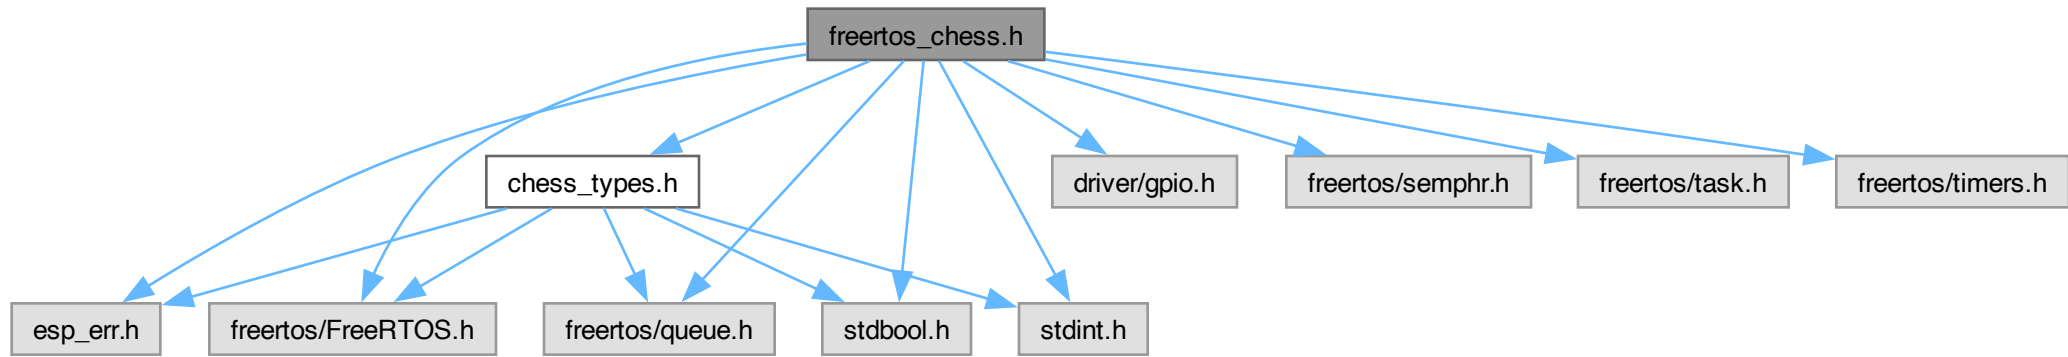 freertos_chess.h
chess_types.h
driver/gpio.h
freertos/semphr.h
freertos/task.h
freertos/timers.h
esp_err.h
freertos/FreeRTOS.h
freertos/queue.h
stdbool.h
stdint.h